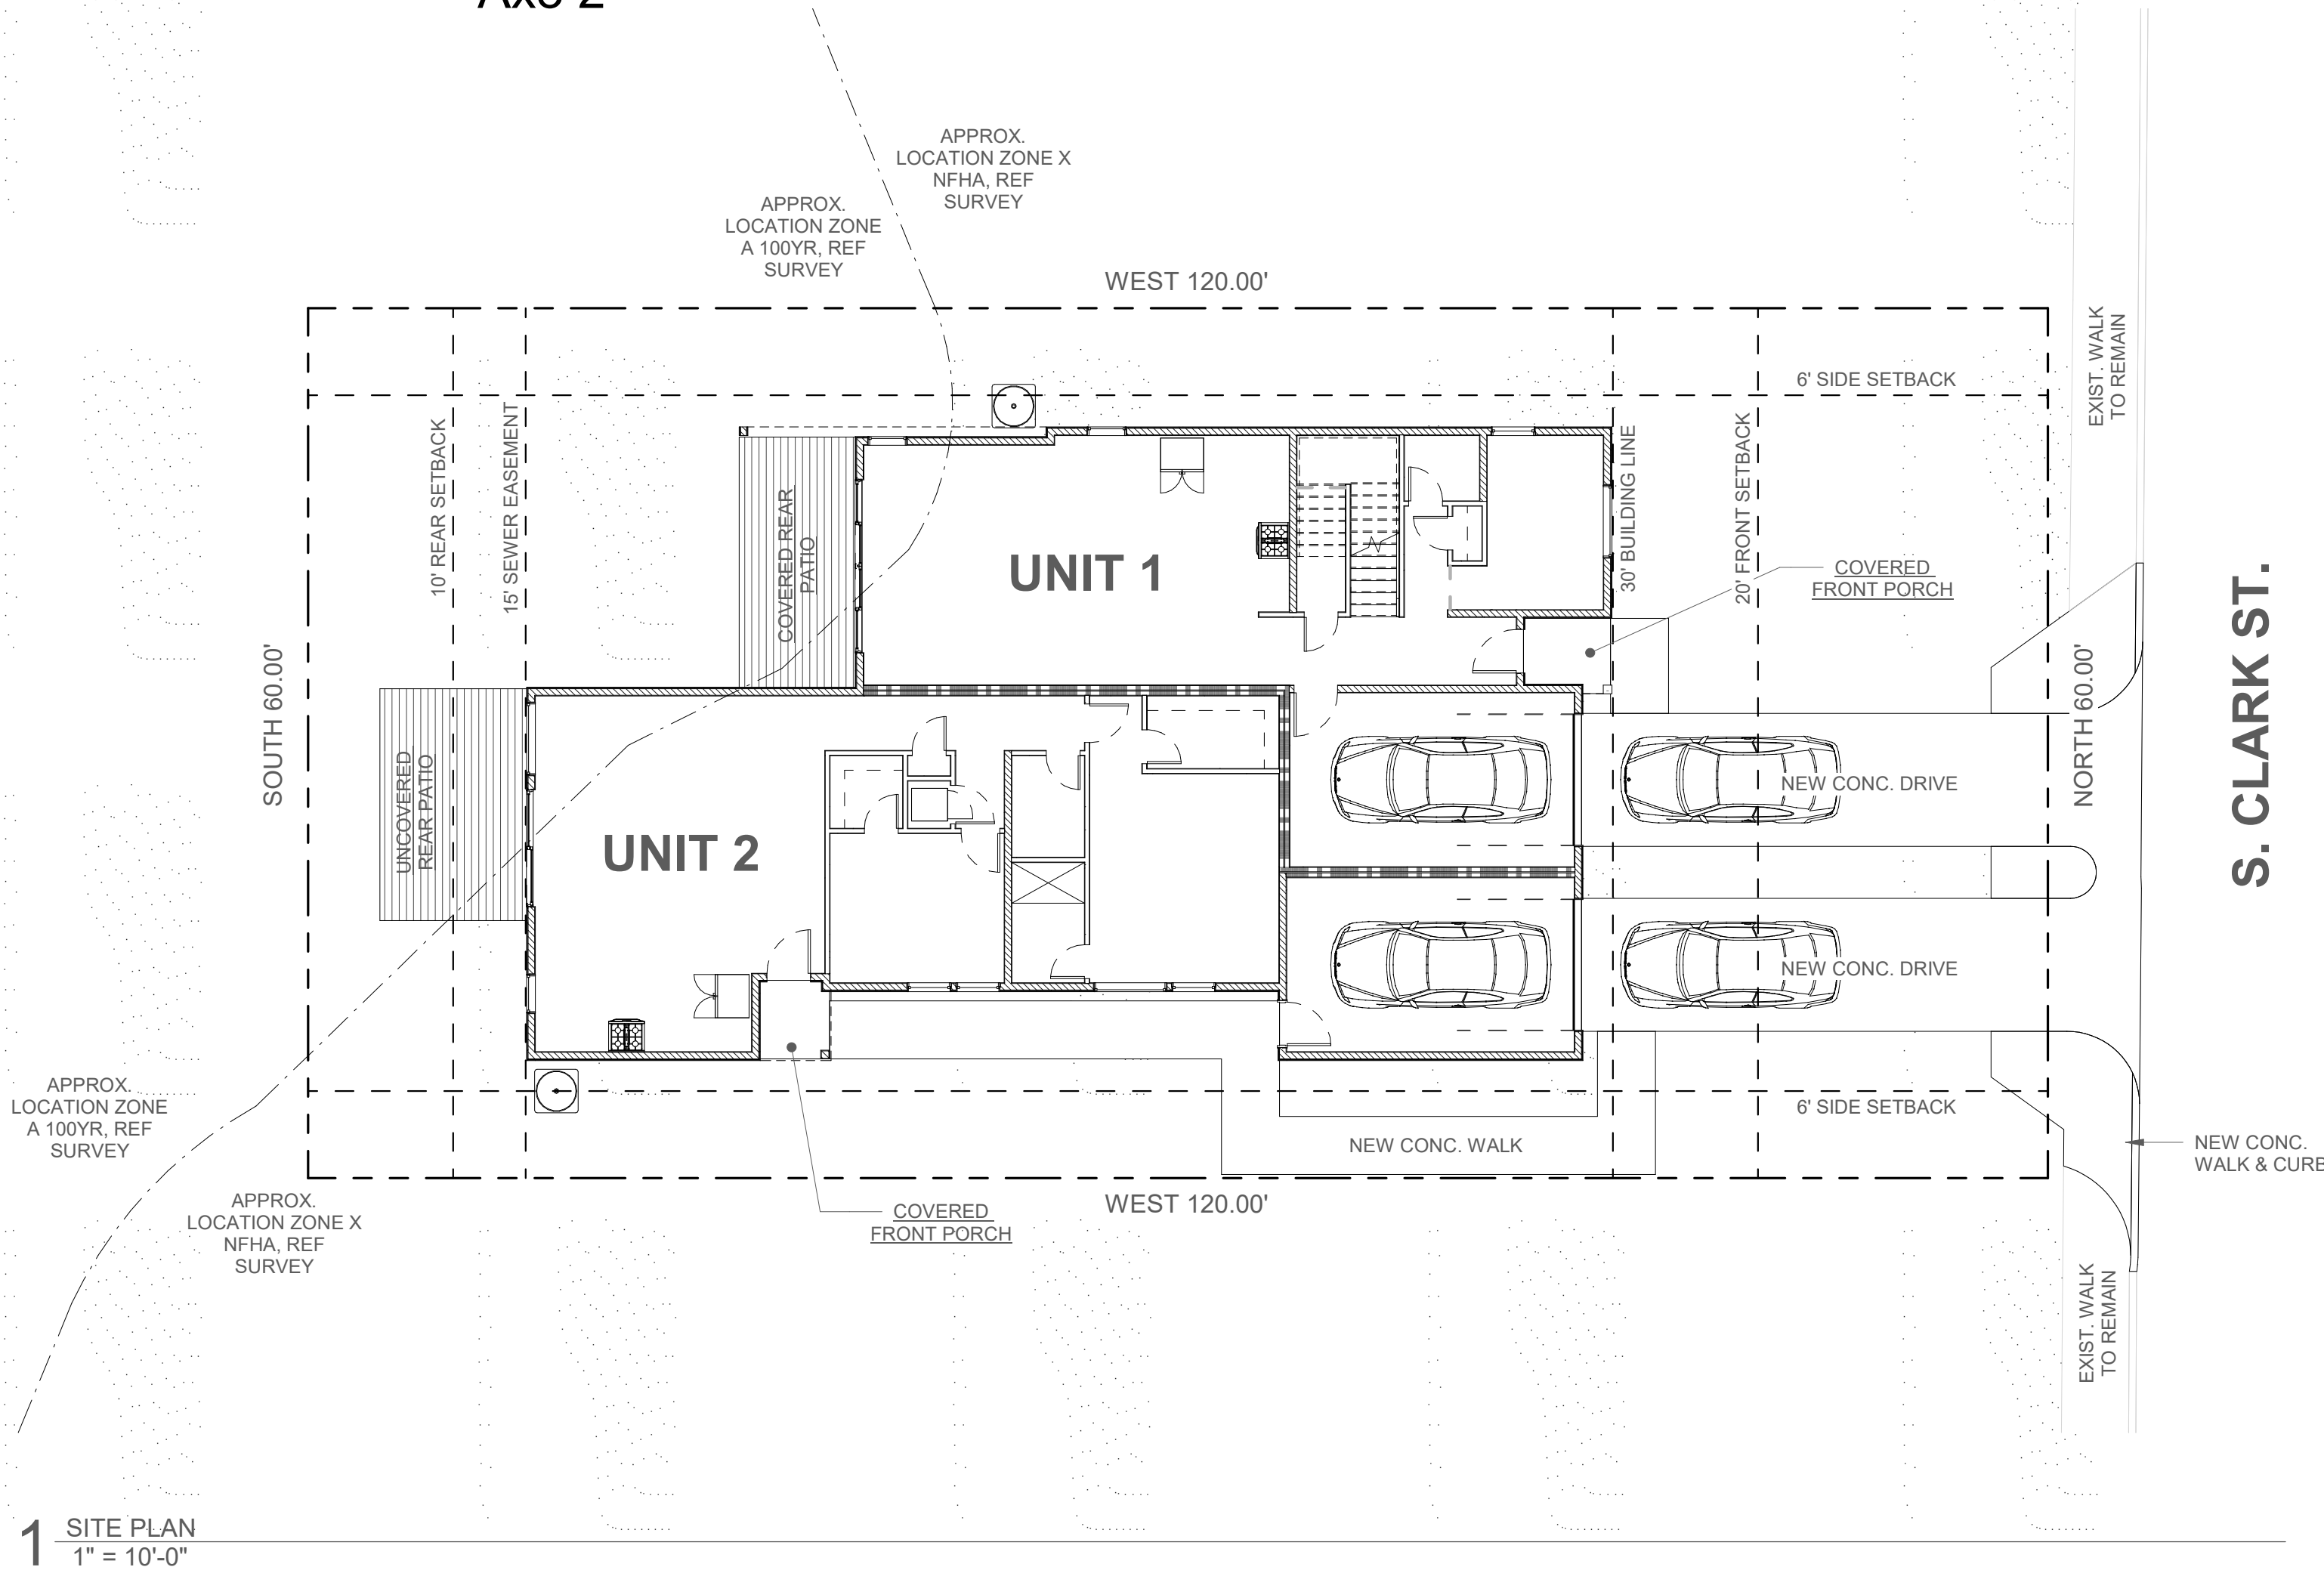 APPROX.
LOCATION ZONE X
NFHA, REF
SURVEY
APPROX.
LOCATION ZONE
A 100YR, REF
SURVEY
WEST 120.00'
EXIST. WALK
TO REMAIN
6' SIDE SETBACK
10' REAR SETBACK
15' SEWER EASEMENT
COVERED REAR
PATIO
UNIT 1
30' BUILDING LINE
20' FRONT SETBACK
COVERED
FRONT PORCH
S. CLARK ST.
SOUTH 60.00'
NORTH 60.00'
UNCOVERED
REAR PATIO
UNIT 2
NEW CONC. DRIVE
NEW CONC. DRIVE
APPROX.
LOCATION ZONE
A 100YR, REF
SURVEY
6' SIDE SETBACK
NEW CONC. WALK
NEW CONC.
WALK & CURB
APPROX.
LOCATION ZONE X
NFHA, REF
SURVEY
COVERED
FRONT PORCH
WEST 120.00'
EXIST. WALK
TO REMAIN
1 SITE PLAN
1" = 10'-0"